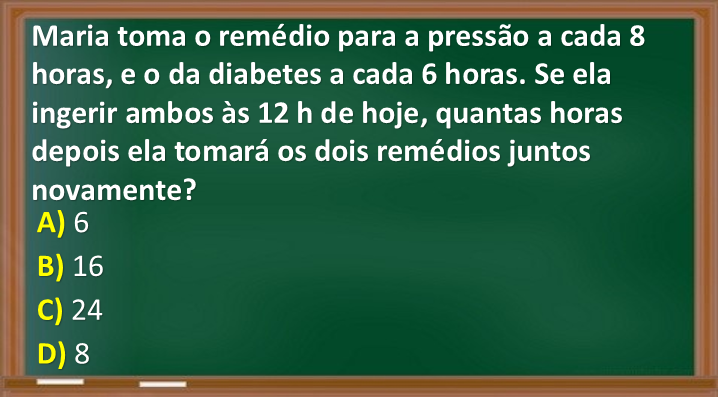 Maria toma o remédio para a pressão a cada 8
horas, e o da diabetes a cada 6 horas. Se ela
ingerir ambos às 12 h de hoje, quantas horas
depois ela tomará os dois remédios juntos
novamente?
A) 6
B) 16
C) 24
D) 8